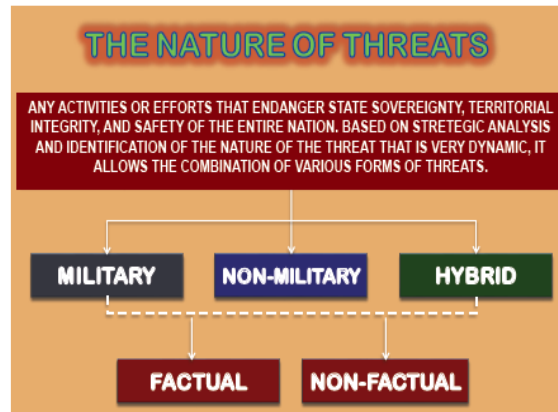 THE NATURE OF THREATS
ANY ACTIVITIES OR EFFORTS THAT ENDANGER STATE SOVEREIGNTY, TERRITORIAL
INTEGRITY, AND SAFETY OF THE ENTIRE NATION. BASED ON STRETEGIC ANALYSIS
AND IDENTIFICATION OF THE NATURE OF THE THREAT THAT IS VERY DYNAMIC, IT
ALLOWS THE COMBINATION OF VARIOUS FORMS OF THREATS.
MILITARY
NON-MILITARY
HYBRID
FACTUAL
NON-FACTUAL